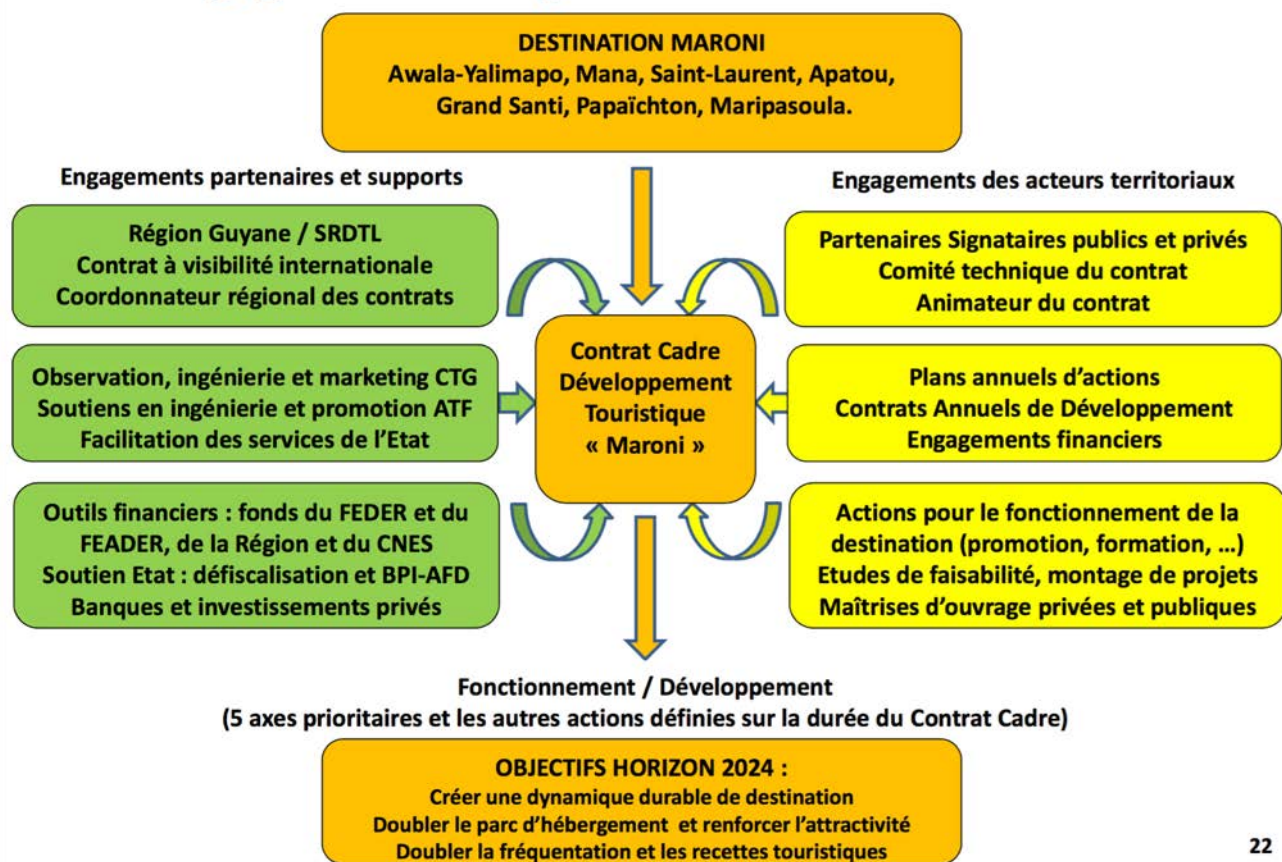 DESTINATION MARONI
Awala-Yalimapo, Mana, Saint-Laurent, Apatou,
Grand Santi, Papaïchton, Maripasoula.
Engagements partenaires et supports
Région Guyane / SRDTL
Contrat à visibilité internationale
Coordonnateur régional des contrats
Observation, ingénierie et marketing CTG
Soutiens en ingénierie et promotion ATF
Facilitation des services de l'Etat
Outils financiers : fonds du FEDER et du
FEADER, de la Région et du CNES
Soutien Etat : défiscalisation et BPI-AFD
Banques et investissements privés
Contrat Cadre
Développement
Touristique
« Maroni »
Engagements des acteurs territoriaux
Partenaires Signataires publics et privés
Comité technique du contrat
Animateur du contrat
Plans annuels d'actions
Contrats Annuels de Développement
Engagements financiers
Actions pour le fonctionnement de la
destination (promotion, formation, ...)
Etudes de faisabilité, montage de projets
Maîtrises d'ouvrage privées et publiques
Fonctionnement / Développement
(5 axes prioritaires et les autres actions définies sur la durée du Contrat Cadre)
OBJECTIFS HORIZON 2024 :
Créer une dynamique durable de destination
Doubler le parc d'hébergement et renforcer l'attractivité
Doubler la fréquentation et les recettes touristiques
22